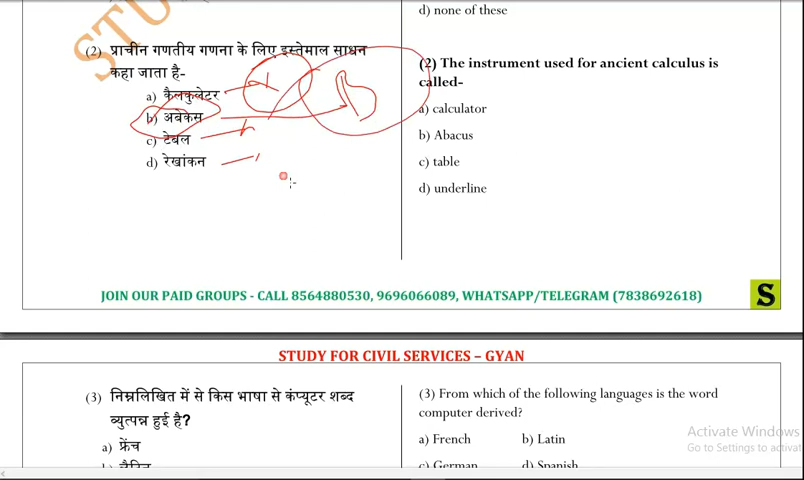 STU
d) none of these
(2) प्राचीन गणतीय गणना के लिए इस्तेमाल साधन
कहा जाता है-
a) कैलकुलेटर
b) अबेकस
c) टेबल
d) रेखांकन
(2) The instrument used for ancient calculus is
called-
a) calculator
b) Abacus
c) table
d) underline
B
JOIN OUR PAID GROUPS - CALL 8564880530, 9696066089, WHATSAPP/TELEGRAM (7838692618)
S
STUDY FOR CIVIL SERVICES – GYAN
(3) निम्नलिखित में से किस भाषा से कंप्यूटर शब्द
व्युत्पन्न हुई है?
a) फ्रेंच
b) लैटिन
(3) From which of the following languages is the word
computer derived?
a) French b) Latin
c) German d) Spanish
Activate Windows
Go to Settings to activat